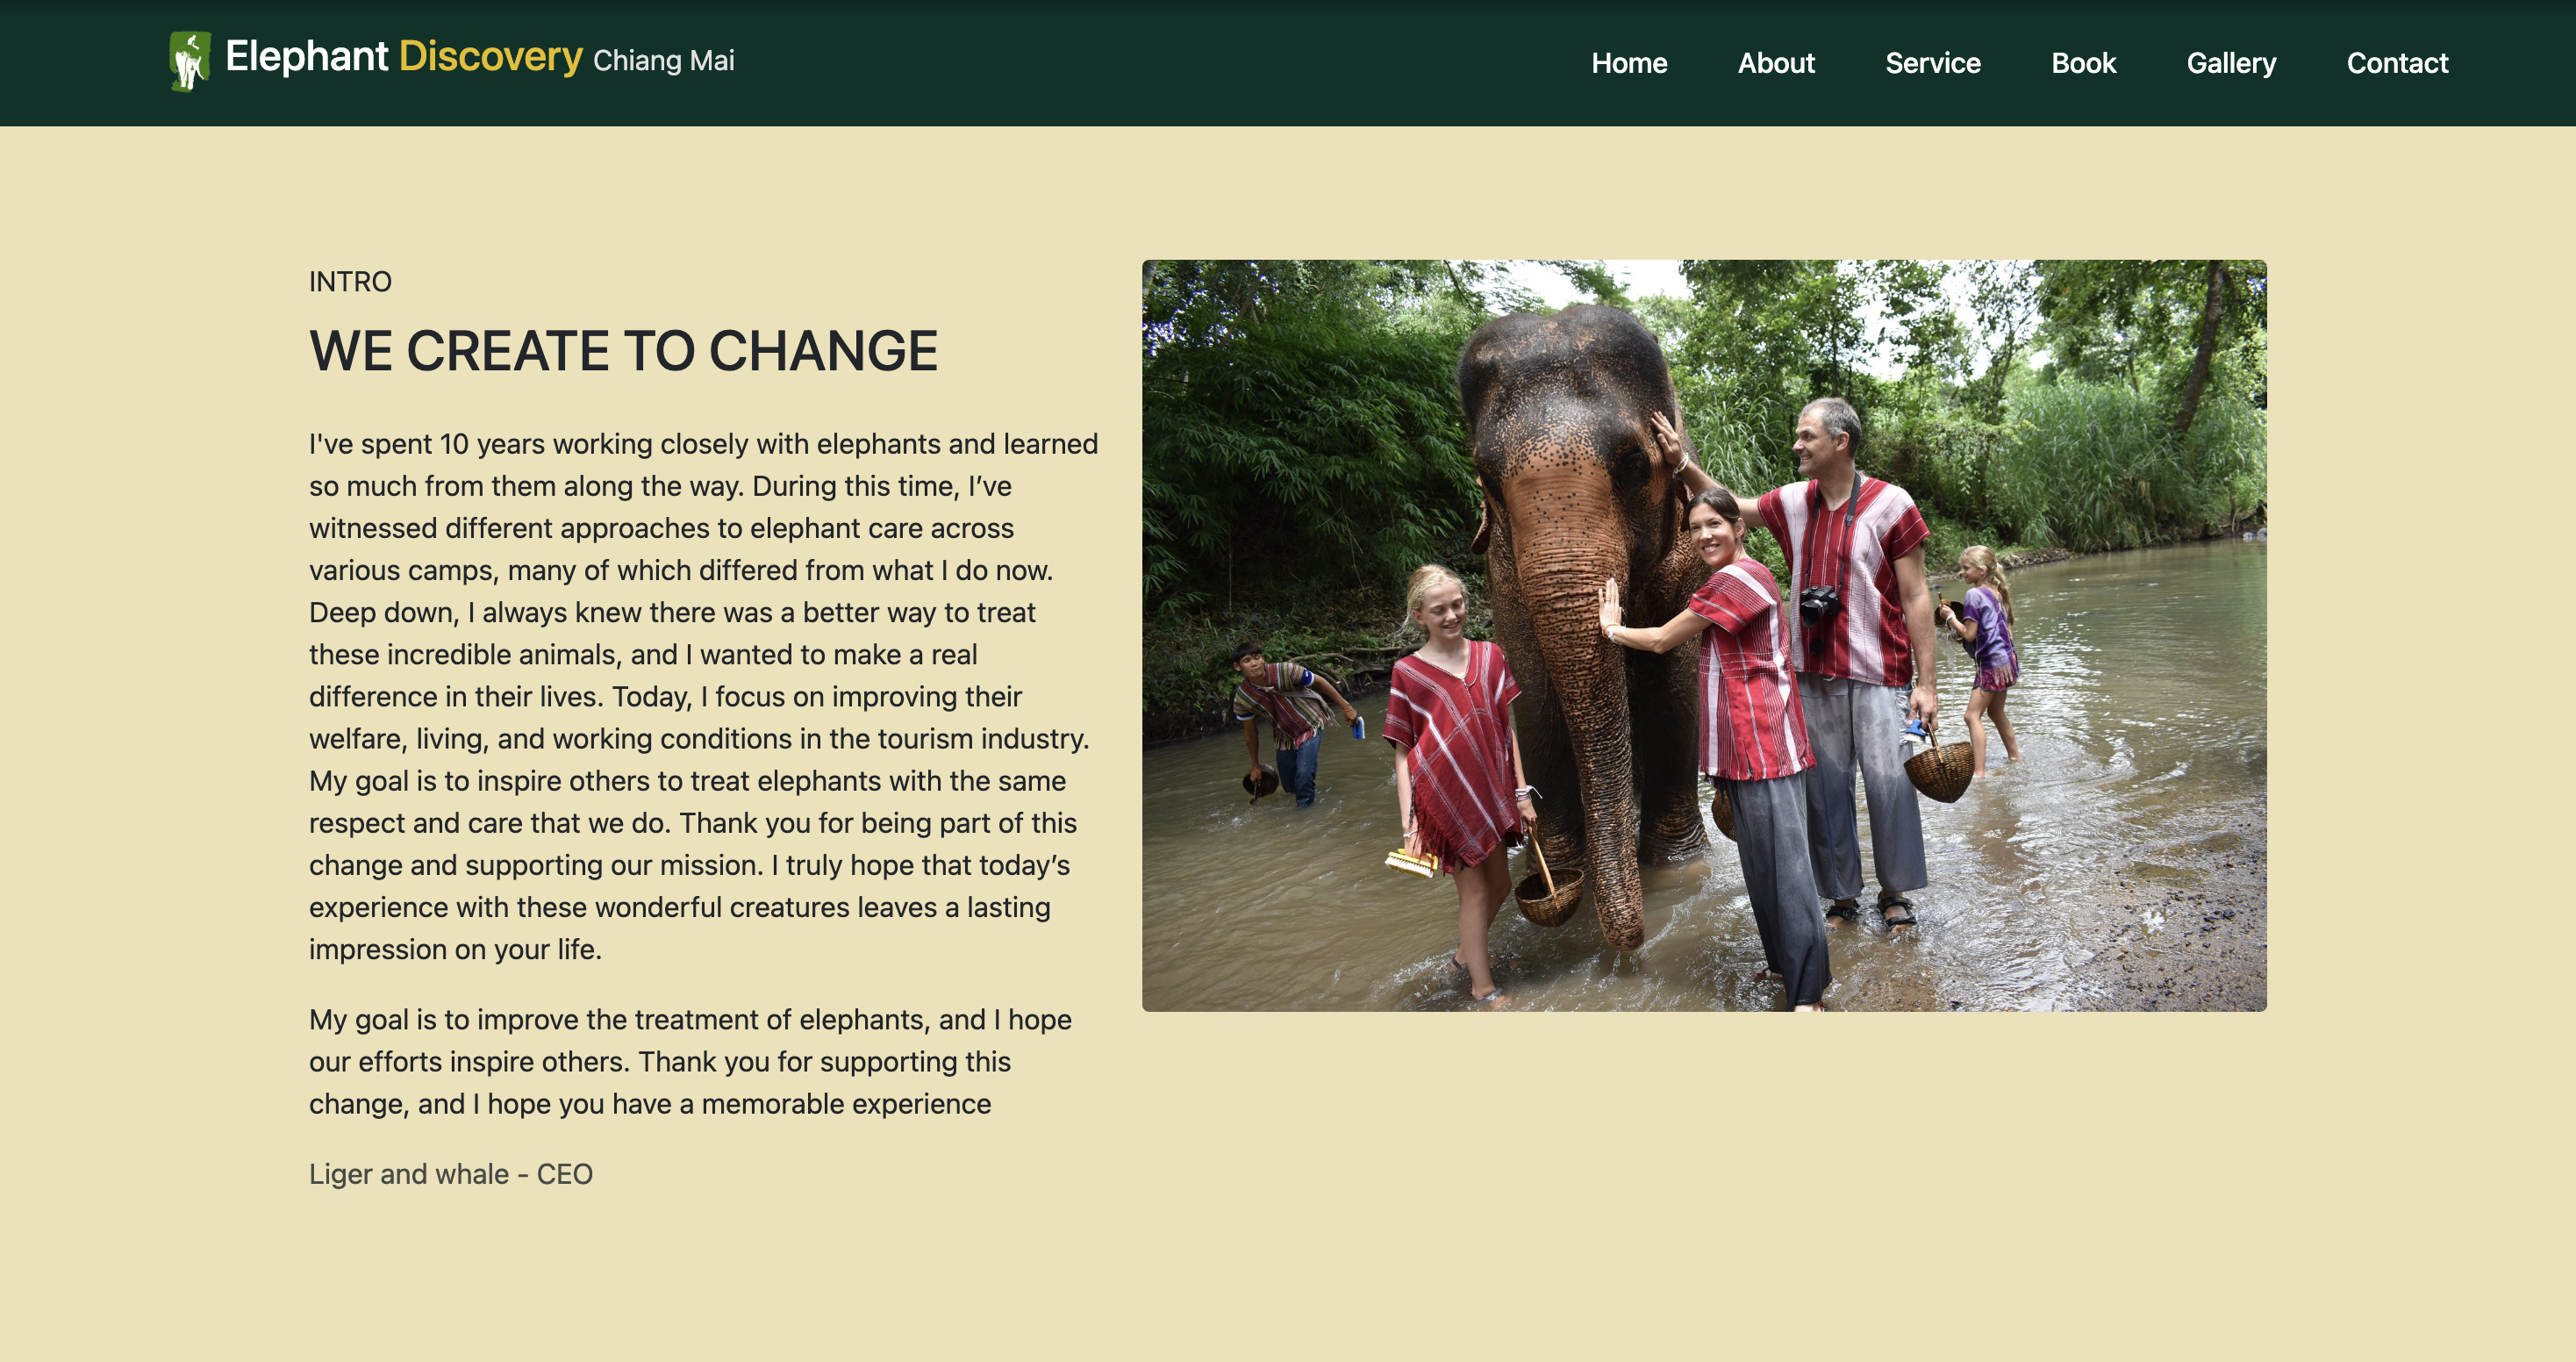 Elephant Discovery Chiang Mai
Home About Service Book Gallery Contact
INTRO
WE CREATE TO CHANGE
I've spent 10 years working closely with elephants and learned
so much from them along the way. During this time, I’ve
witnessed different approaches to elephant care across
various camps, many of which differed from what I do now.
Deep down, I always knew there was a better way to treat
these incredible animals, and I wanted to make a real
difference in their lives. Today, I focus on improving their
welfare, living, and working conditions in the tourism industry.
My goal is to inspire others to treat elephants with the same
respect and care that we do. Thank you for being part of this
change and supporting our mission. I truly hope that today’s
experience with these wonderful creatures leaves a lasting
impression on your life.
My goal is to improve the treatment of elephants, and I hope
our efforts inspire others. Thank you for supporting this
change, and I hope you have a memorable experience
Liger and whale - CEO